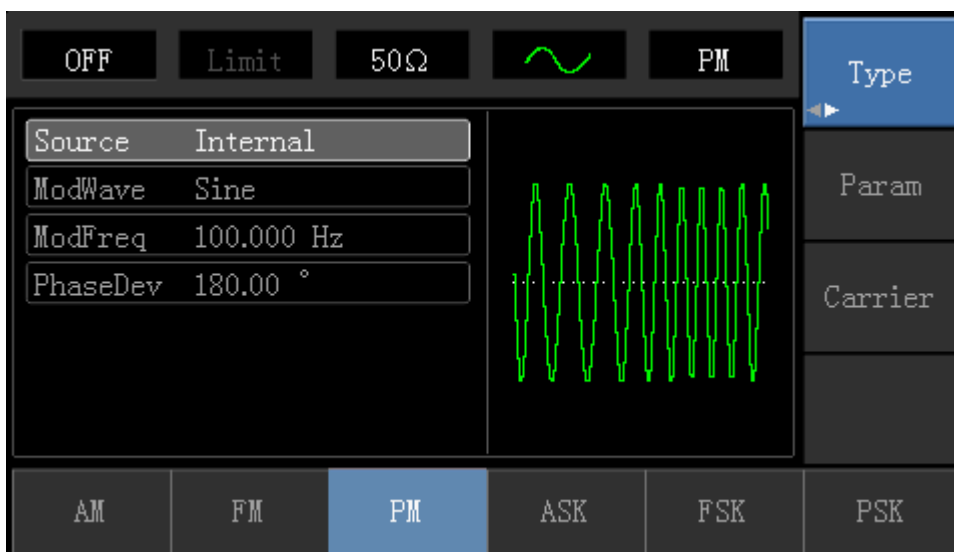 OFF Limit 50Ω PM
Type
Source Internal
ModWave Sine
ModFreq 100.000 Hz
PhaseDev 180.00 °
Param
Carrier
AM FM PM ASK FSK PSK